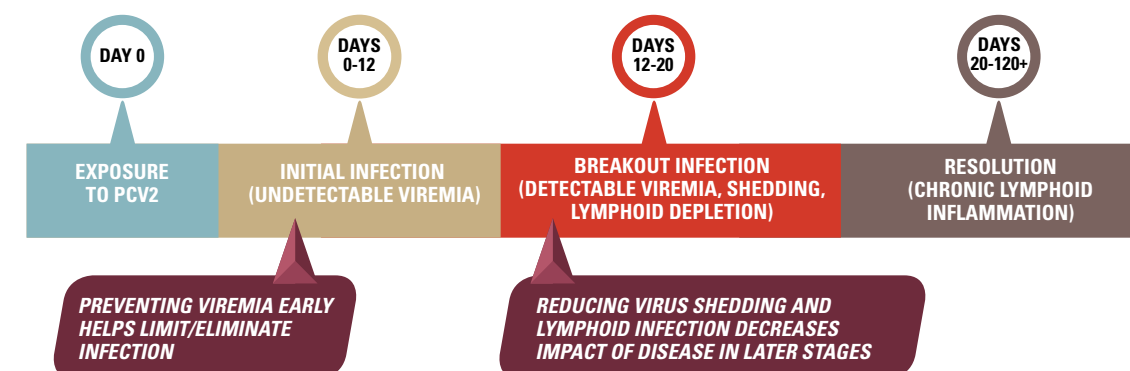 DAY 0
DAYS
0-12
DAYS
12-20
DAYS
20-120+
EXPOSURE
TO PCV2
INITIAL INFECTION
(UNDETECTABLE VIREMIA)
BREAKOUT INFECTION
(DETECTABLE VIREMIA, SHEDDING,
LYMPHOID DEPLETION)
RESOLUTION
(CHRONIC LYMPHOID
INFLAMMATION)
PREVENTING VIREMIA EARLY
HELPS LIMIT/ELIMINATE
INFECTION
REDUCING VIRUS SHEDDING AND
LYMPHOID INFECTION DECREASES
IMPACT OF DISEASE IN LATER STAGES